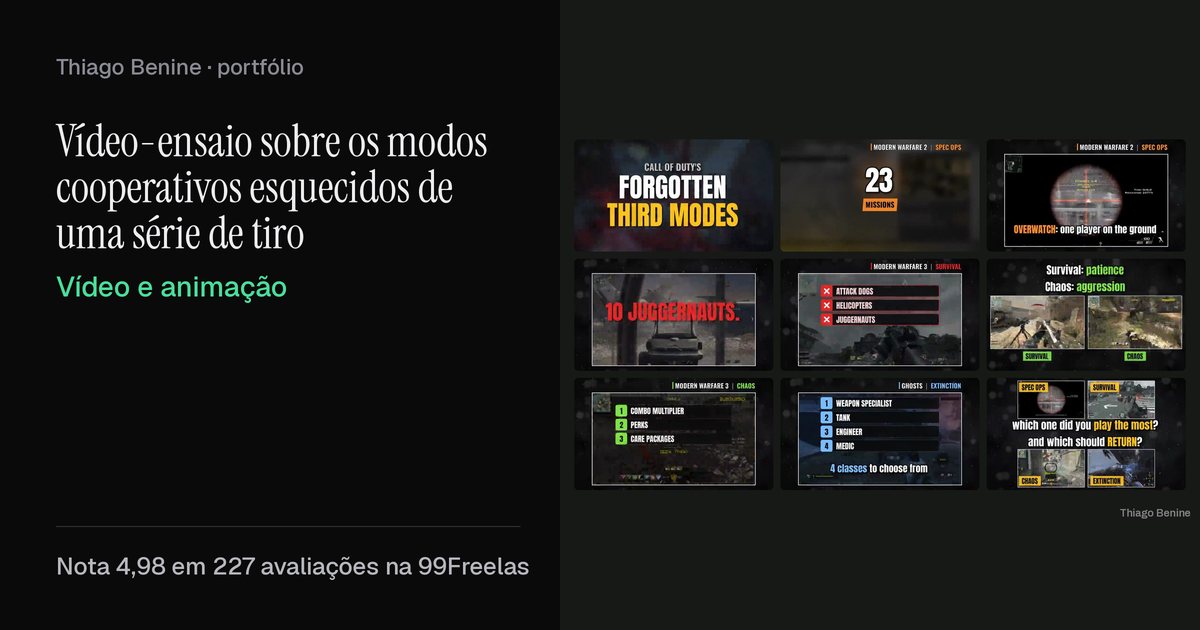 Thiago Benine · portfólio
Vídeo-ensaio sobre os modos
cooperativos esquecidos de
uma série de tiro
Vídeo e animação
Nota 4,98 em 227 avaliações na 99Freelas
CALL OF DUTY'S
FORGOTTEN
THIRD MODES
MODERN WARFARE 2 | SPEC OPS
23
MISSIONS
MODERN WARFARE 2 | SPEC OPS
OVERWATCH: one player on the ground
10 JUGGERNAUTS.
MODERN WARFARE 3 | SURVIVAL
ATTACK DOGS
HELICOPTERS
JUGGERNAUTS
Survival: patience
Chaos: aggression
SURVIVAL
CHAOS
MODERN WARFARE 3 | CHAOS
1 COMBO MULTIPLIER
2 PERKS
3 CARE PACKAGES
GHOSTS | EXTINCTION
1 WEAPON SPECIALIST
2 TANK
3 ENGINEER
4 MEDIC
4 classes to choose from
SPEC OPS
SURVIVAL
which one did you play the most?
and which should RETURN?
CHAOS
EXTINCTION
Thiago Benine